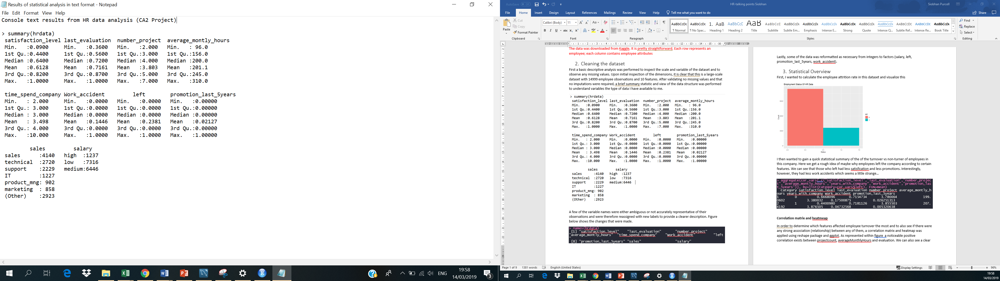 Results of statistical analysis in text format - Notepad
File Edit Format View Help
Console text results from HR data analysis (CA2 Project)
> summary(hrdata)
satisfaction_level last_evaluation number_project average_montly_hours
Min. :0.0900 Min. :0.3600 Min. :2.000 Min. : 96.0
1st Qu.:0.4400 1st Qu.:0.5600 1st Qu.:3.000 1st Qu.:156.0
Median :0.6400 Median :0.7200 Median :4.000 Median :200.0
Mean :0.6128 Mean :0.7161 Mean :3.803 Mean :201.1
3rd Qu.:0.8200 3rd Qu.:0.8700 3rd Qu.:5.000 3rd Qu.:245.0
Max. :1.0000 Max. :1.0000 Max. :7.000 Max. :310.0
time_spend_company Work_accident left promotion_last_5years
Min. : 2.000 Min. :0.0000 Min. :0.0000 Min. :0.00000
1st Qu.: 3.000 1st Qu.:0.0000 1st Qu.:0.0000 1st Qu.:0.00000
Median : 3.000 Median :0.0000 Median :0.0000 Median :0.00000
Mean : 3.498 Mean :0.1446 Mean :0.2381 Mean :0.02127
3rd Qu.: 4.000 3rd Qu.:0.0000 3rd Qu.:0.0000 3rd Qu.:0.00000
Max. :10.000 Max. :1.0000 Max. :1.0000 Max. :1.00000
sales salary
sales :4140 high :1237
technical :2720 low :7316
support :2229 medium:6446
IT :1227
product_mng: 902
marketing : 858
(Other) :2923
ENG
19:58
14/03/2019
3
AutoSave Off
HR-talking points Siobhan
Siobhan Purcell
File Home Insert Design Layout References Mailings Review View Help Tell me what you want to do
Share
Paste
Cut
Copy
Format Painter
Clipboard
Calibri (Body) 11
Font
Paragraph
AaBbCcDc AaBbCcDc 1. AaB AaBbCcE AaB AaBbCcD AaBbCcDc AaBbCcDc AaBbCcDc AaBbCcDc AaBbCcDc AaBbCcDc AABBCCDC AABBCCDC AaBbCcDc
¶ Normal ¶ No Spac... Heading 1 Heading 2 Title Subtitle Subtle Em... Emphasis Intense E... Strong Quote Intense Q... Subtle Ref... Intense Re... Book Title
Styles
Find
Replace
Select
Editing
The data was downloaded from Kaggle. It is pretty straightforward. Each row represents an
employee; each column contains employee attributes
2. Cleaning the dataset
First a basic descriptive analysis was performed to inspect the scale and variable of the dataset and to
observe any missing values. Upon initial inspection of the dimensions, it is clear that this is a large-scale
dataset with 14999 employee observations and 10 features. After validating no missing values and that
no imputations were required, a brief summary statistic and view of the data structure was performed
to understand variables the type of data I have available to me.
> summary(hrdata)
satisfaction_level last_evaluation number_project average_montly_hours
Min. :0.0900 Min. :0.3600 Min. :2.000 Min. : 96.0
1st Qu.:0.4400 1st Qu.:0.5600 1st Qu.:3.000 1st Qu.:156.0
Median :0.6400 Median :0.7200 Median :4.000 Median :200.0
Mean :0.6128 Mean :0.7161 Mean :3.803 Mean :201.1
3rd Qu.:0.8200 3rd Qu.:0.8700 3rd Qu.:5.000 3rd Qu.:245.0
Max. :1.0000 Max. :1.0000 Max. :7.000 Max. :310.0
time_spend_company Work_accident left promotion_last_5years
Min. : 2.000 Min. :0.0000 Min. :0.0000 Min. :0.00000
1st Qu.: 3.000 1st Qu.:0.0000 1st Qu.:0.0000 1st Qu.:0.00000
Median : 3.000 Median :0.0000 Median :0.0000 Median :0.00000
Mean : 3.498 Mean :0.1446 Mean :0.2381 Mean :0.02127
3rd Qu.: 4.000 3rd Qu.:0.0000 3rd Qu.:0.0000 3rd Qu.:0.00000
Max. :10.000 Max. :1.0000 Max. :1.0000 Max. :1.00000
sales salary
sales :4140 high :1237
technical :2720 low :7316
support :2229 medium:6446
IT :1227
product_mng: 902
marketing : 858
(Other) :2923
A few of the variable names were either ambiguous or not accurately representative of their
observations and were therefore reassigned with new labels to provide a clearer description. Figure
below shows the changes that were made.
> names(hrdata)
[1] "satisfaction_level" "last_evaluation" "number_project"
"average_montly_hours" "time_spend_company" "Work_accident" "left
"
[8] "promotion_last_5years" "sales" "salary"
Lastly, some of the data was reformatted as necessary from integers to factors (salary, left,
promotion_last_5years, work_accident).
3. Statistical Overview
First, I wanted to calculate the employee attrition rate in this dataset and visualize this
Employment Status Of HR Data
Count
Status
left
I then wanted to gain a quick statistical summary of the of the turnover vs non-turner of employees in
this company. Here we get a rough idea of maybe why employees left the company according to certain
features. We can see that those who left had less satisfication and less promotions. Interestingly,
however, they had less work accidents which seems a little strange...
> aggregate(cor_vars[,c("satisfaction_level","last_evaluation","number_projec
t","average_montly_hours","years_with_company","Work_accident","promotion_las
t_5years")], by=list(Category=cor_vars$left), FUN=mean)
Category satisfaction_level last_evaluation number_project average_montly_h
ours years_with_company Work_accident promotion_last_5years
1 0 0.6668096 0.7154734 3.786664 199.
0602 3.380032 0.17500875 0.026251313
2 1 0.4400980 0.7181126 3.855503 207.
4192 3.876505 0.04732568 0.005320638
Correlation matrix and heatmeap
In order to determine which features affected employee turnover the most and to also see if there were
any strong association (relationship) between any of them, a correlation matrix and heatmap was
applied using reshape package and ggplot. As represented within figure a noticeable positive
correlation exists between projectcount, averageMonthlyHours and evaluation. We can also see a clear
Page 1 of 9 1381 words English (United States)
Display Settings
96%
19:58
14/03/2019